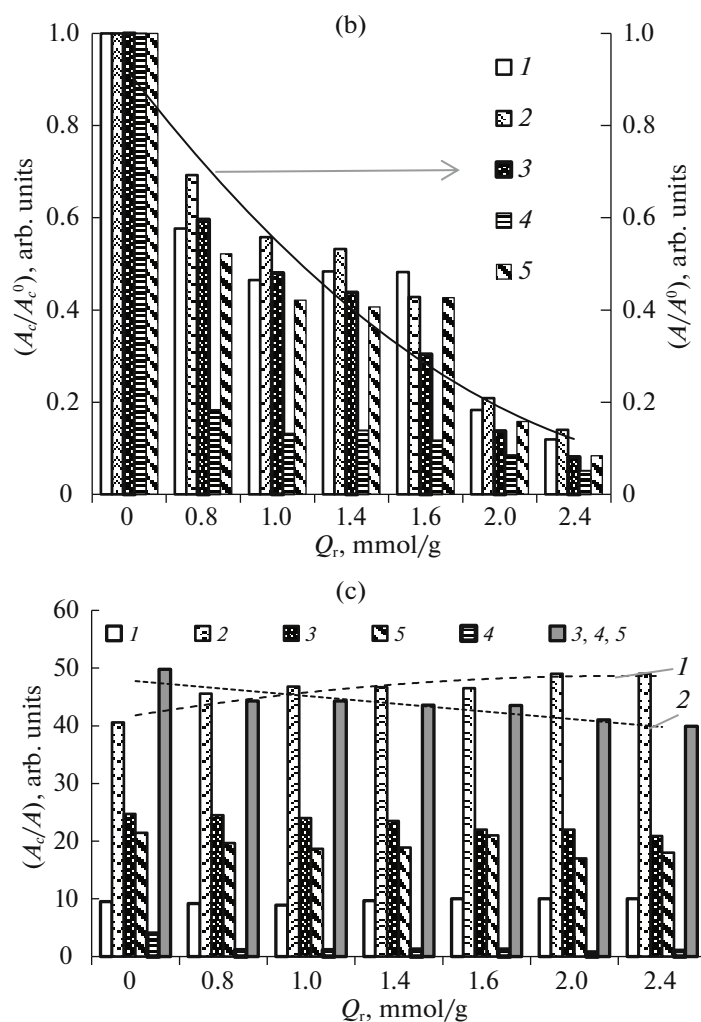 (b)
1.0
0.8
0.6
0.4
0.2
0
(A_c/A_c^0), arb. units
1
2
3
4
5
1.0
0.8
0.6
0.4
0.2
0
(A/A^0), arb. units
0 0.8 1.0 1.4 1.6 2.0 2.4
Q_r, mmol/g
(c)
60
50
40
30
20
10
0
(A_c/A), arb. units
1 2 3 5 4 3, 4, 5
1
2
0 0.8 1.0 1.4 1.6 2.0 2.4
Q_r, mmol/g